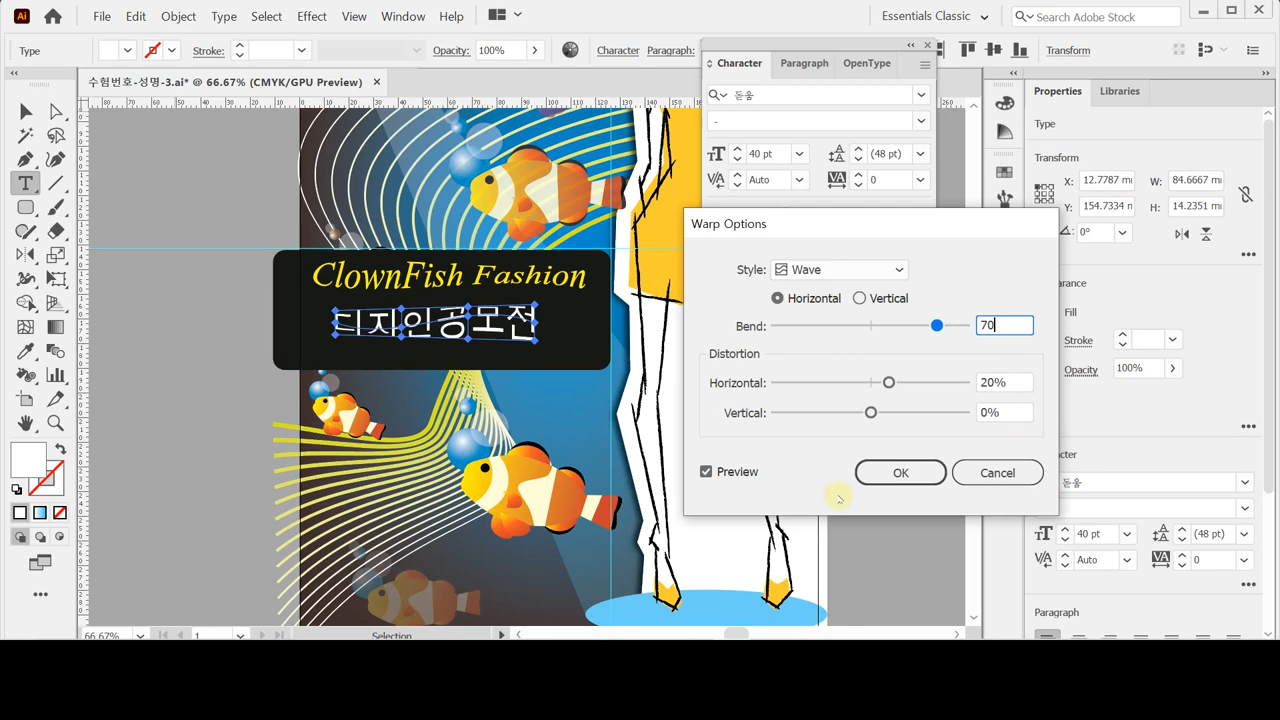 Ai File Edit Object Type Select Effect View Window Help Essentials Classic Search Adobe Stock
Type Stroke: Opacity: 100% Character Paragraph: Transform
수험번호-성명-3.ai* @ 66.67% (CMYK/GPU Preview)
Character Paragraph OpenType
돋움
-
40 pt (48 pt)
Auto 0
Properties Libraries
Type
Transform
X: 12.7787 m W: 84.6667 m
Y: 154.7334 m H: 14.2351 m
0°
Fill
Stroke
Opacity 100%
돋움
40 pt (48 pt)
Auto 0
Paragraph
Warp Options
Style: Wave
Horizontal Vertical
Bend: 70
Distortion
Horizontal: 20%
Vertical: 0%
Preview OK Cancel
ClownFish Fashion
디자인공모전
66.67% 1 Selection